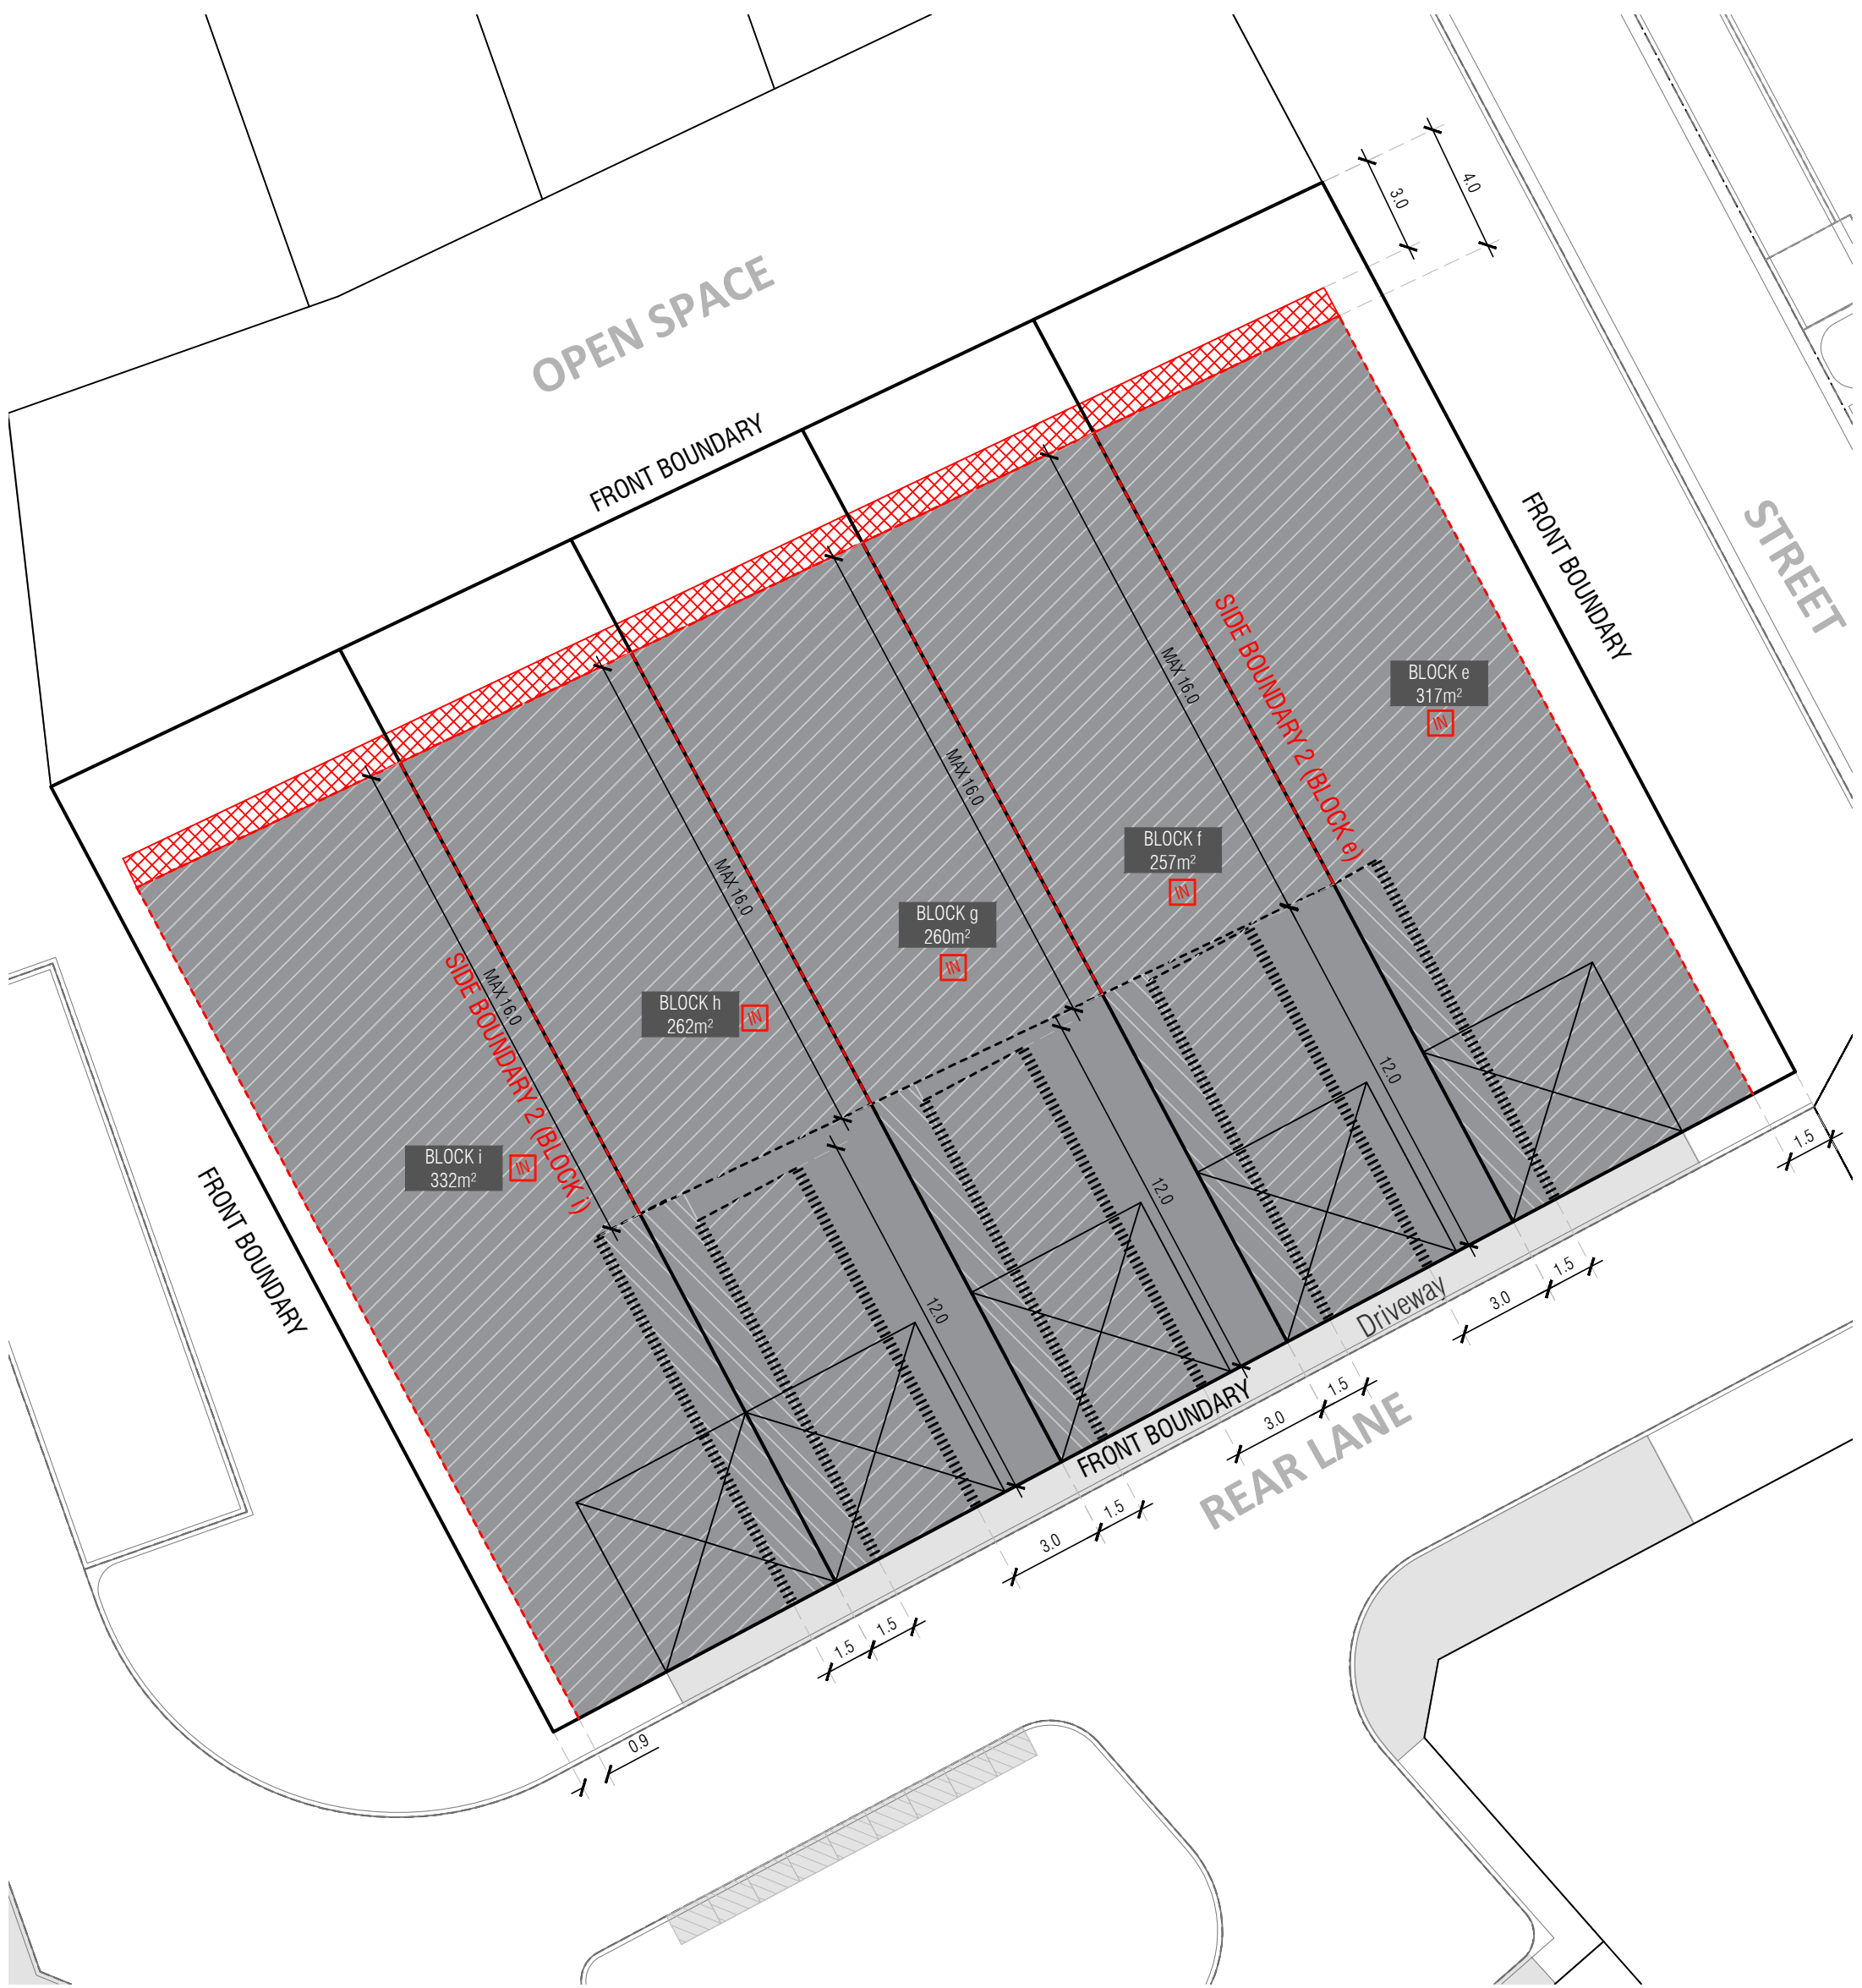 3.0
4.0
OPEN SPACE
FRONT BOUNDARY
STREET
FRONT BOUNDARY
SIDE BOUNDARY 2 (BLOCK e)
MAX 16.0
BLOCK e
317m²
IN
MAX 16.0
BLOCK f
257m²
IN
MAX 16.0
BLOCK g
260m²
IN
SIDE BOUNDARY 2 (BLOCK i)
MAX 16.0
BLOCK h
262m²
IN
BLOCK i
332m²
IN
FRONT BOUNDARY
12.0
12.0
12.0
1.5
Driveway
1.5
3.0
FRONT BOUNDARY
REAR LANE
1.5
3.0
1.5
3.0
1.5
1.5
0.9